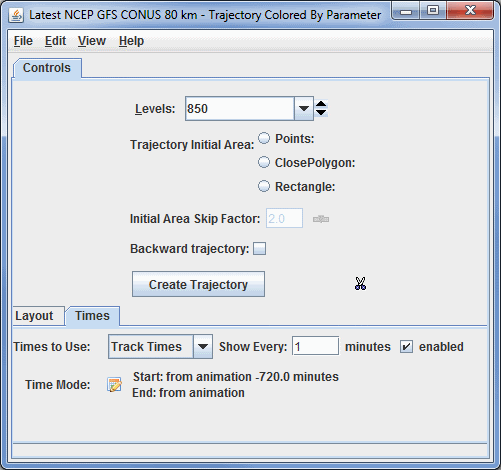 Latest NCEP GFS CONUS 80 km - Trajectory Colored By Parameter
File Edit View Help
Controls
Levels: 850
Trajectory Initial Area: Points:
ClosePolygon:
Rectangle:
Initial Area Skip Factor: 2.0
Backward trajectory:
Create Trajectory
Layout Times
Times to Use: Track Times Show Every: 1 minutes enabled
Time Mode: Start: from animation -720.0 minutes
End: from animation